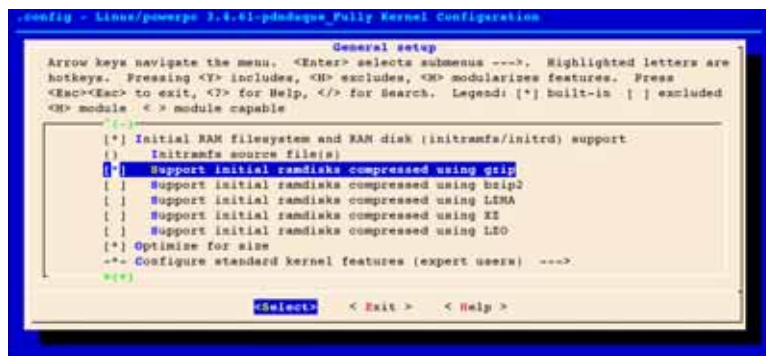 .config - Linux/powerpc 3.4.61-pdnduque_Fully Kernel Configuration
General setup
Arrow keys navigate the menu. <Enter> selects submenus --->. Highlighted letters are
hotkeys. Pressing <Y> includes, <N> excludes, <M> modularizes features. Press
<Esc><Esc> to exit, <?> for Help, </> for Search. Legend: [*] built-in [ ] excluded
<M> module < > module capable
^(-)
[*] Initial RAM filesystem and RAM disk (initramfs/initrd) support
() Initramfs source file(s)
[*] Support initial ramdisks compressed using gzip
[ ] Support initial ramdisks compressed using bzip2
[ ] Support initial ramdisks compressed using LZMA
[ ] Support initial ramdisks compressed using XZ
[ ] Support initial ramdisks compressed using LZO
[*] Optimize for size
-*- Configure standard kernel features (expert users) --->
v(+)
<Select> < Exit > < Help >